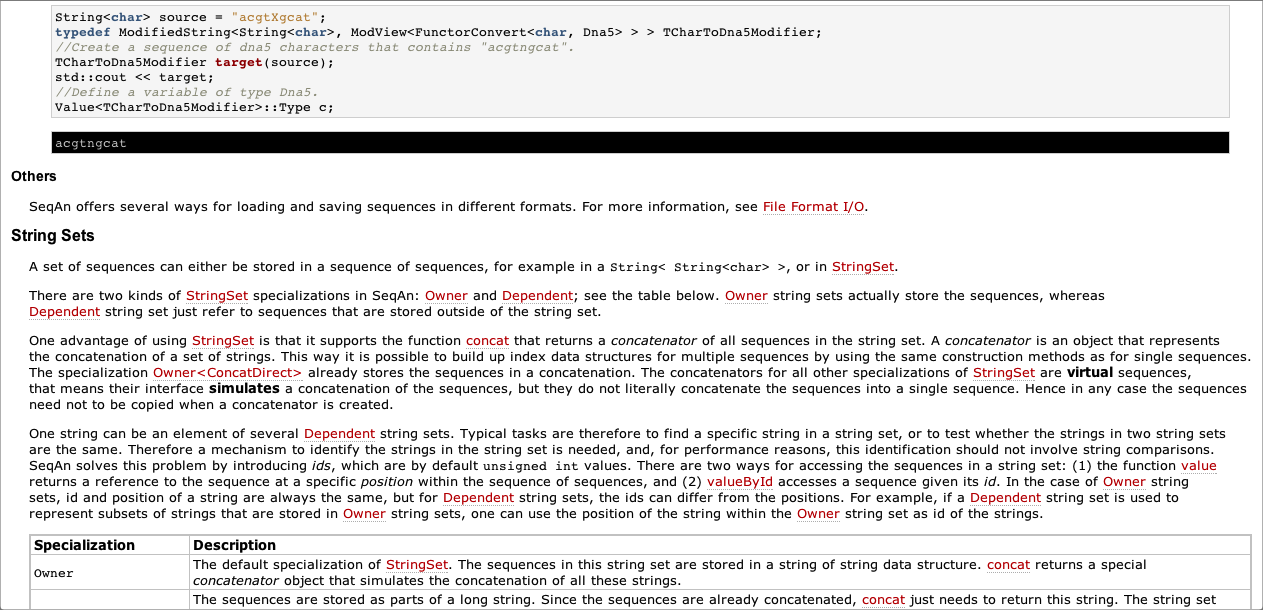 String<char> source = "acgtXgcat";
typedef ModifiedString<String<char>, ModView<FunctorConvert<char, Dna5> > > TCharToDna5Modifier;
//Create a sequence of dna5 characters that contains "acgtngcat".
TCharToDna5Modifier target(source);
std::cout << target;
//Define a variable of type Dna5.
Value<TCharToDna5Modifier>::Type c;
acgtngcat
Others
SeqAn offers several ways for loading and saving sequences in different formats. For more information, see File Format I/O.
String Sets
A set of sequences can either be stored in a sequence of sequences, for example in a String< String<char> >, or in StringSet.
There are two kinds of StringSet specializations in SeqAn: Owner and Dependent; see the table below. Owner string sets actually store the sequences, whereas
Dependent string set just refer to sequences that are stored outside of the string set.
One advantage of using StringSet is that it supports the function concat that returns a concatenator of all sequences in the string set. A concatenator is an object that represents
the concatenation of a set of strings. This way it is possible to build up index data structures for multiple sequences by using the same construction methods as for single sequences.
The specialization Owner<ConcatDirect> already stores the sequences in a concatenation. The concatenators for all other specializations of StringSet are virtual sequences,
that means their interface simulates a concatenation of the sequences, but they do not literally concatenate the sequences into a single sequence. Hence in any case the sequences
need not to be copied when a concatenator is created.
One string can be an element of several Dependent string sets. Typical tasks are therefore to find a specific string in a string set, or to test whether the strings in two string sets
are the same. Therefore a mechanism to identify the strings in the string set is needed, and, for performance reasons, this identification should not involve string comparisons.
SeqAn solves this problem by introducing ids, which are by default unsigned int values. There are two ways for accessing the sequences in a string set: (1) the function value
returns a reference to the sequence at a specific position within the sequence of sequences, and (2) valueById accesses a sequence given its id. In the case of Owner string
sets, id and position of a string are always the same, but for Dependent string sets, the ids can differ from the positions. For example, if a Dependent string set is used to
represent subsets of strings that are stored in Owner string sets, one can use the position of the string within the Owner string set as id of the strings.
Specialization Description
Owner The default specialization of StringSet. The sequences in this string set are stored in a string of string data structure. concat returns a special
concatenator object that simulates the concatenation of all these strings.
The sequences are stored as parts of a long string. Since the sequences are already concatenated, concat just needs to return this string. The string set